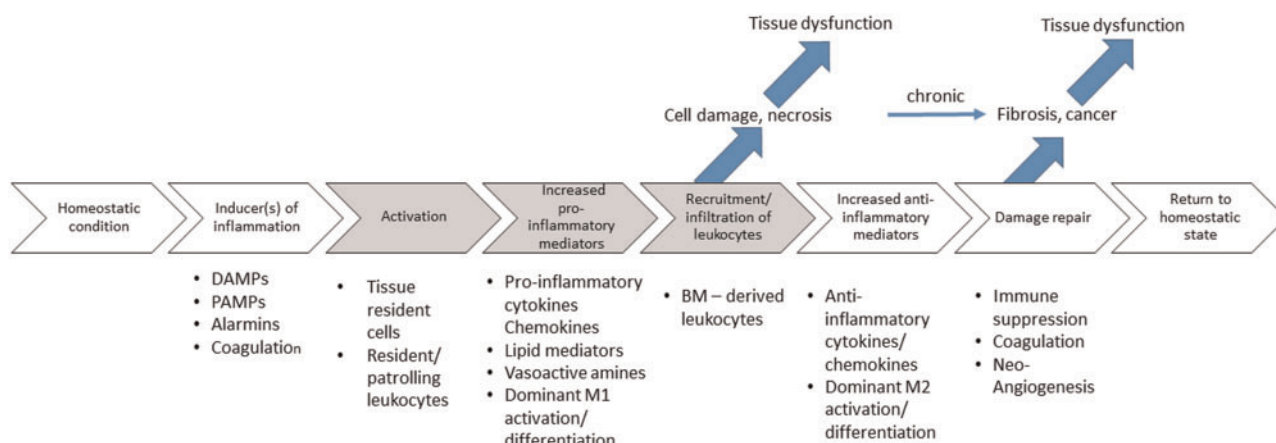 Tissue dysfunction
Tissue dysfunction
chronic
Cell damage, necrosis
Fibrosis, cancer
Homeostatic
condition
Inducer(s) of
inflammation
Activation
Increased
pro-
inflammatory
mediators
Recruitment/
infiltration of
leukocytes
Increased anti-
inflammatory
mediators
Damage repair
Return to
homeostatic
state
• DAMPs
• PAMPs
• Alarmins
• Coagulation
• Tissue
resident
cells
• Resident/
patrolling
leukocytes
• Pro-inflammatory
cytokines
Chemokines
• Lipid mediators
• Vasoactive amines
• Dominant M1
activation/
differentiation
• BM – derived
leukocytes
• Anti-
inflammatory
cytokines/
chemokines
• Dominant M2
activation/
differentiation
• Immune
suppression
• Coagulation
• Neo-
Angiogenesis